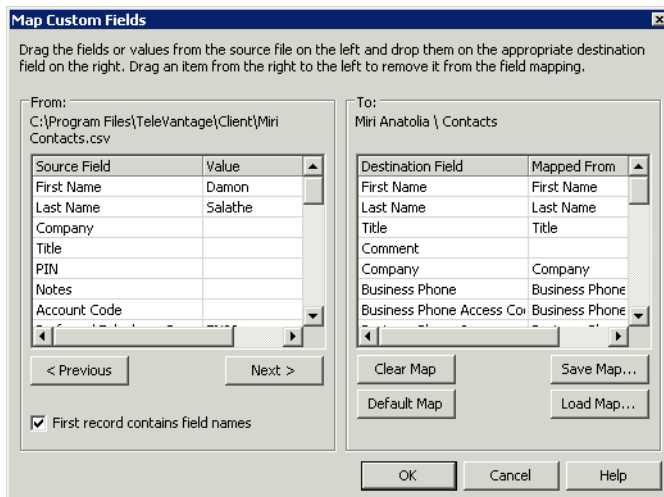 Map Custom Fields
Drag the fields or values from the source file on the left and drop them on the appropriate destination
field on the right. Drag an item from the right to the left to remove it from the field mapping.
From:
C:\Program Files\TeleVantage\Client\Miri
Contacts.csv
Source Field Value
First Name Damon
Last Name Salathe
Company
Title
PIN
Notes
Account Code
< Previous Next >
First record contains field names
To:
Miri Anatolia \ Contacts
Destination Field Mapped From
First Name First Name
Last Name Last Name
Title Title
Comment
Company Company
Business Phone Business Phone
Business Phone Access Co Business Phone
Clear Map Save Map...
Default Map Load Map...
OK Cancel Help